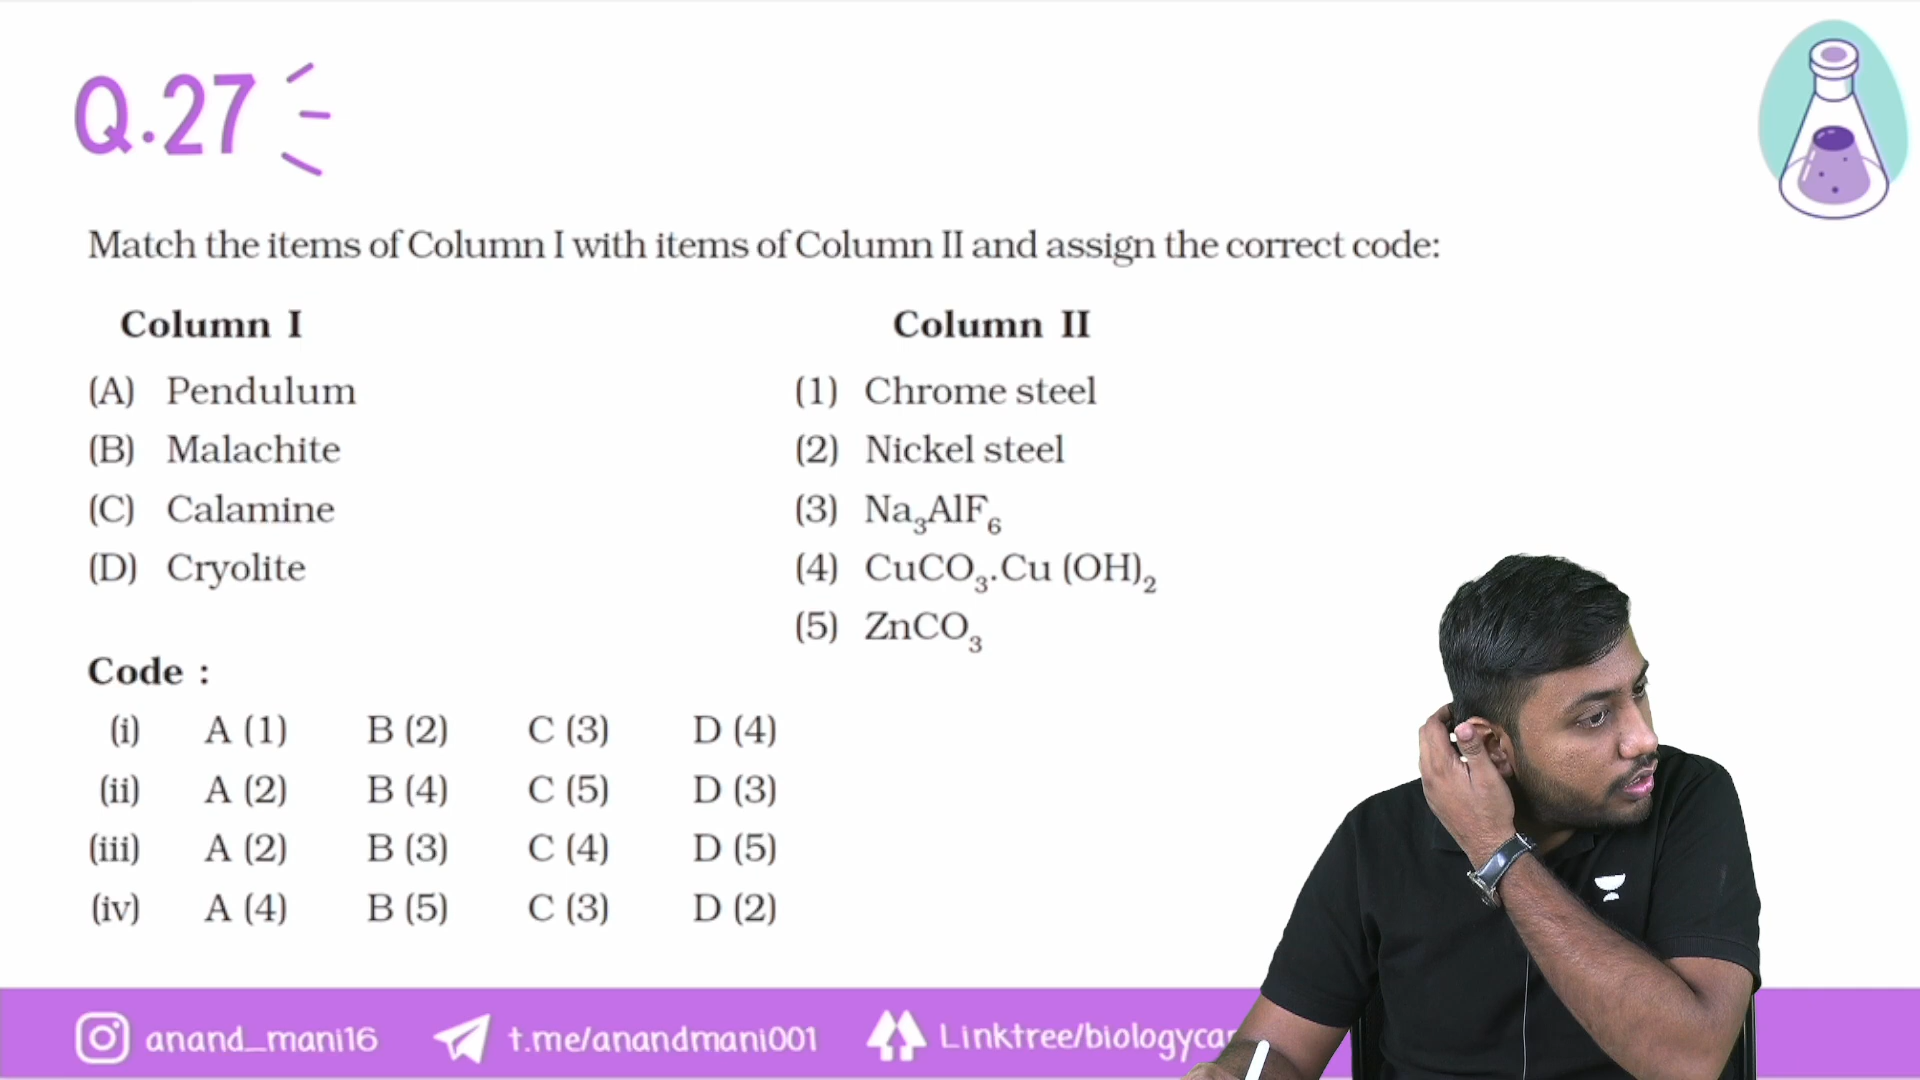 Q.27
Match the items of Column I with items of Column II and assign the correct code:
Column I Column II
(A) Pendulum (1) Chrome steel
(B) Malachite (2) Nickel steel
(C) Calamine (3) Na₃AlF₆
(D) Cryolite (4) CuCO₃.Cu (OH)₂
(5) ZnCO₃
Code :
(i) A (1) B (2) C (3) D (4)
(ii) A (2) B (4) C (5) D (3)
(iii) A (2) B (3) C (4) D (5)
(iv) A (4) B (5) C (3) D (2)
anand_mani16 t.me/anandmani001 Linktree/biologycar